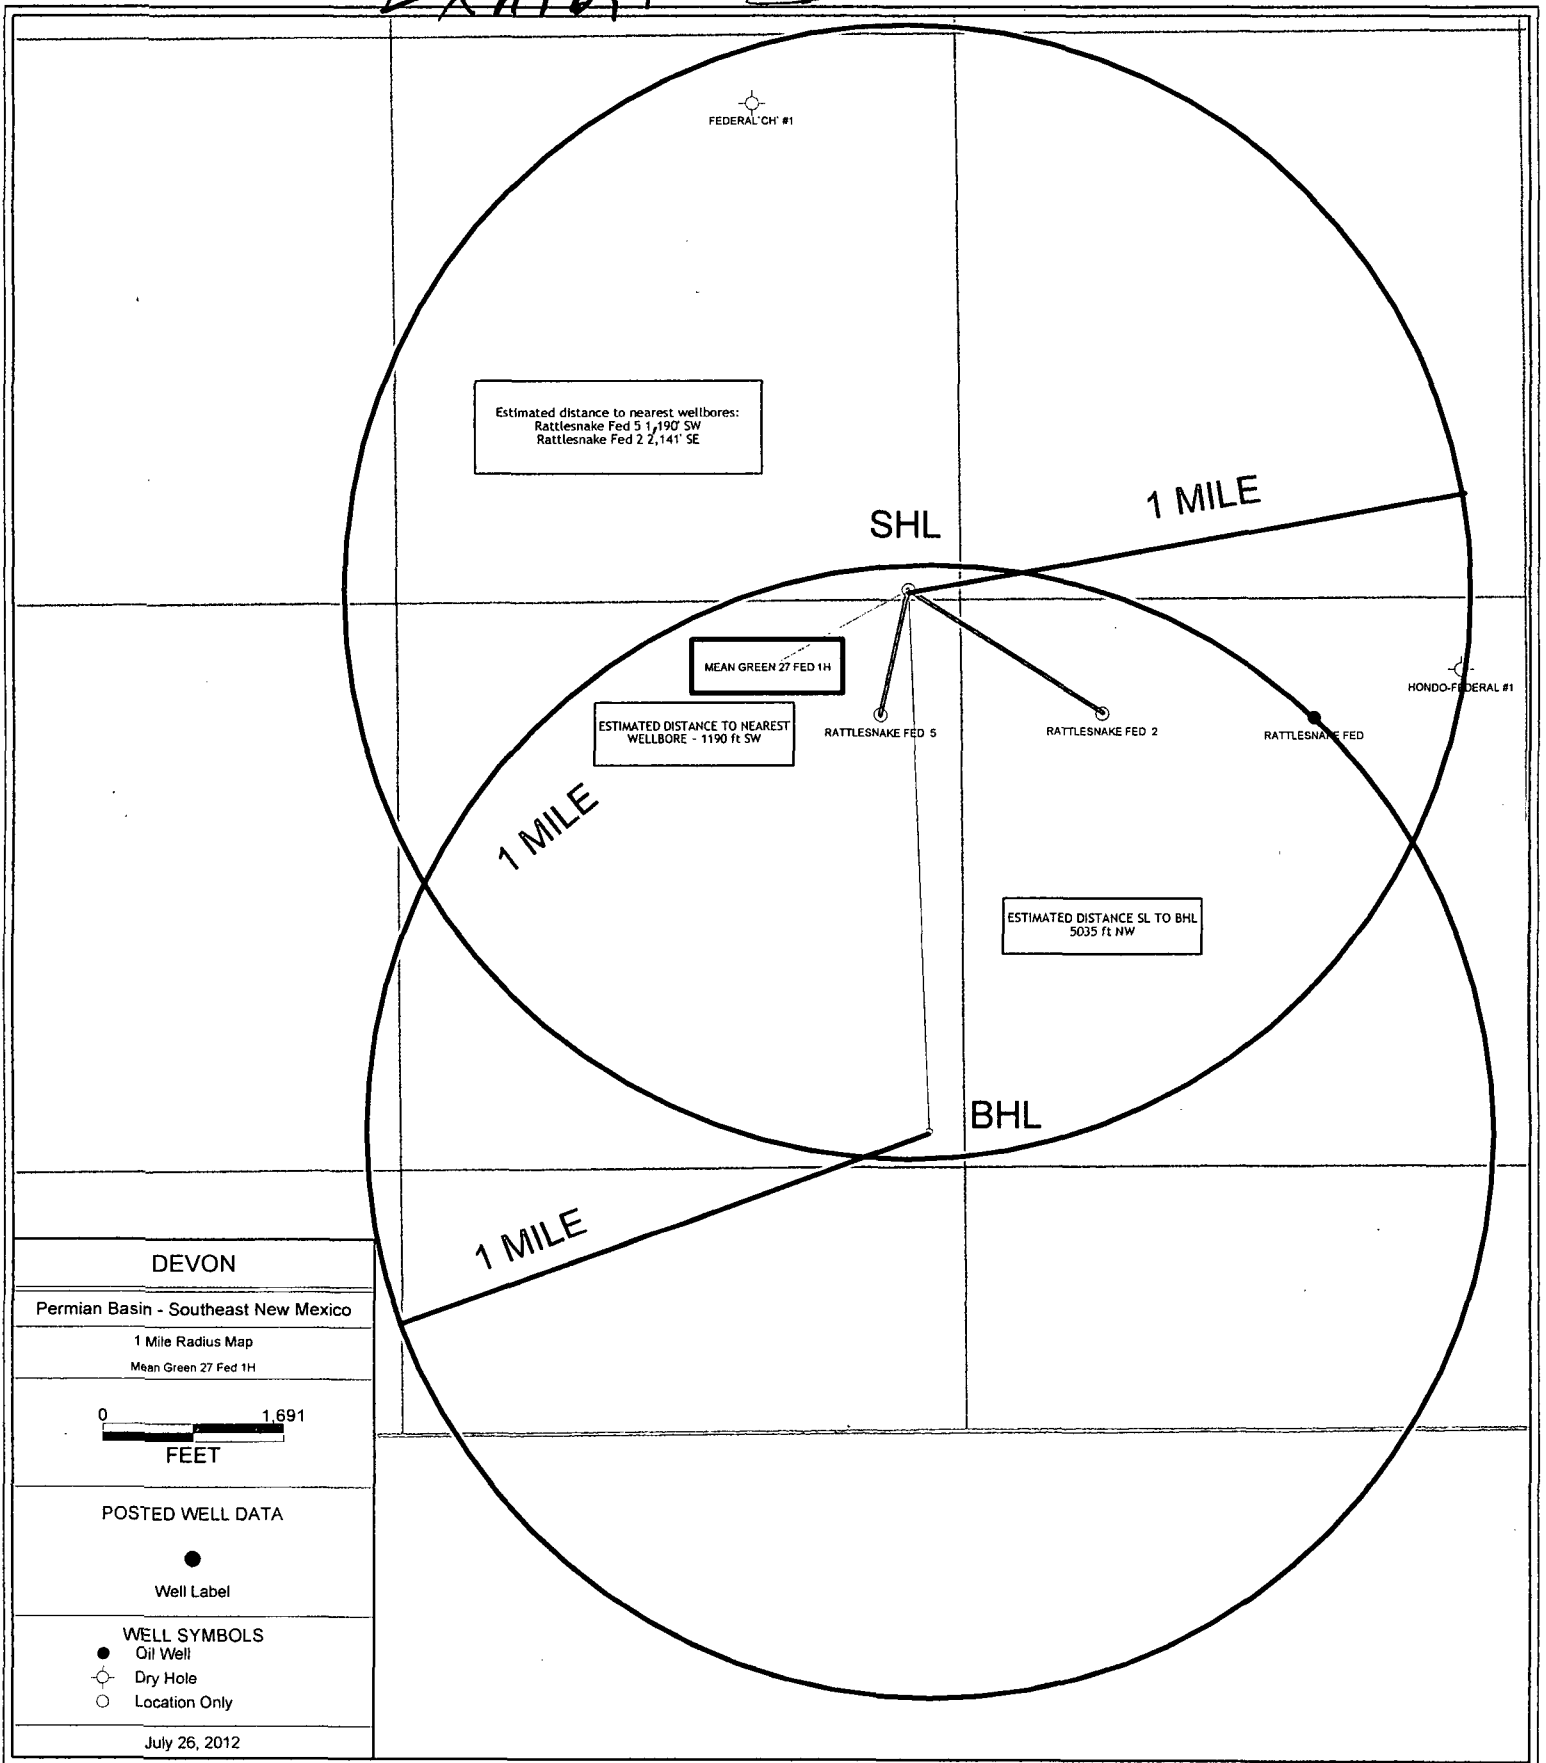 FEDERAL 'CH' #1
Estimated distance to nearest wellbores:
Rattlesnake Fed 5 1,190' SW
Rattlesnake Fed 2 2,141' SE
1 MILE
SHL
MEAN GREEN 27 FED 1H
HONDO-FEDERAL #1
ESTIMATED DISTANCE TO NEAREST
WELLBORE - 1190 ft SW
RATTLESNAKE FED 5
RATTLESNAKE FED 2
RATTLESNAKE FED
1 MILE
ESTIMATED DISTANCE SL TO BHL
5035 ft NW
BHL
1 MILE
DEVON
Permian Basin - Southeast New Mexico
1 Mile Radius Map
Mean Green 27 Fed 1H
0 1,691
FEET
POSTED WELL DATA
Well Label
WELL SYMBOLS
Oil Well
Dry Hole
Location Only
July 26, 2012